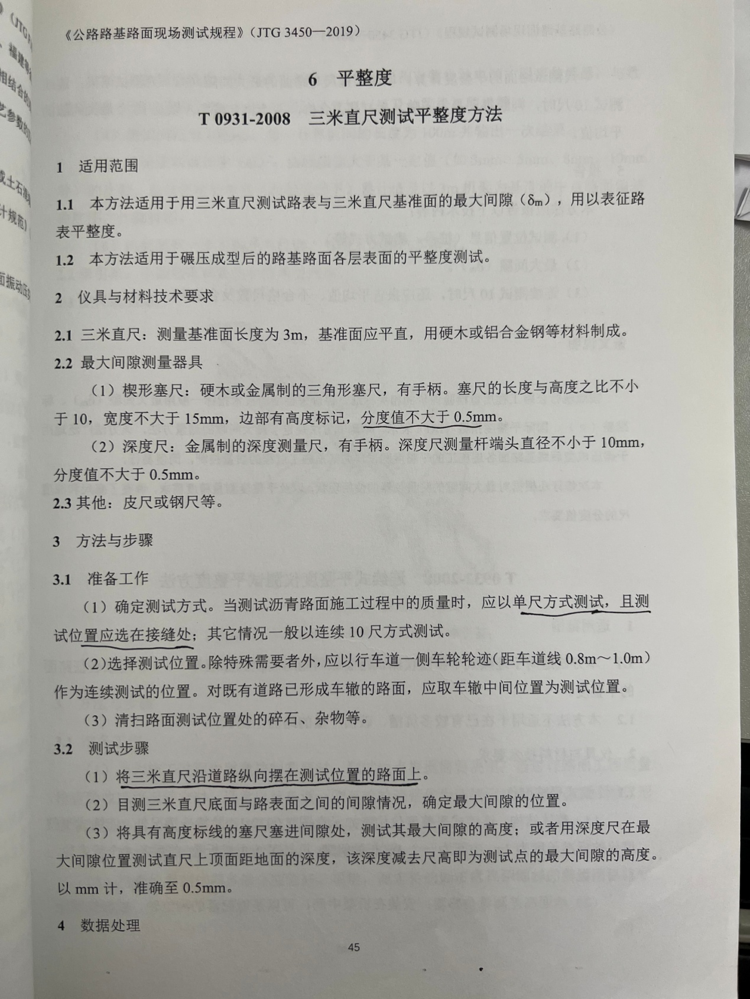 《公路路基路面现场测试规程》（JTG 3450—2019）
6 平整度
T 0931-2008 三米直尺测试平整度方法
1 适用范围
1.1 本方法适用于用三米直尺测试路表与三米直尺基准面的最大间隙（δm），用以表征路
表平整度。
1.2 本方法适用于碾压成型后的路基路面各层表面的平整度测试。
2 仪具与材料技术要求
2.1 三米直尺：测量基准面长度为 3m，基准面应平直，用硬木或铝合金钢等材料制成。
2.2 最大间隙测量器具
（1）楔形塞尺：硬木或金属制的三角形塞尺，有手柄。塞尺的长度与高度之比不小
于 10，宽度不大于 15mm，边部有高度标记，分度值不大于 0.5mm。
（2）深度尺：金属制的深度测量尺，有手柄。深度尺测量杆端头直径不小于 10mm，
分度值不大于 0.5mm。
2.3 其他：皮尺或钢尺等。
3 方法与步骤
3.1 准备工作
（1）确定测试方式。当测试沥青路面施工过程中的质量时，应以单尺方式测试，且测
试位置应选在接缝处；其它情况一般以连续 10 尺方式测试。
（2）选择测试位置。除特殊需要者外，应以行车道一侧车轮轮迹（距车道线 0.8m～1.0m）
作为连续测试的位置。对既有道路已形成车辙的路面，应取车辙中间位置为测试位置。
（3）清扫路面测试位置处的碎石、杂物等。
3.2 测试步骤
（1）将三米直尺沿道路纵向摆在测试位置的路面上。
（2）目测三米直尺底面与路表面之间的间隙情况，确定最大间隙的位置。
（3）将具有高度标线的塞尺塞进间隙处，测试其最大间隙的高度；或者用深度尺在最
大间隙位置测试直尺上顶面距地面的深度，该深度减去尺高即为测试点的最大间隙的高度。
以 mm 计，准确至 0.5mm。
4 数据处理
45